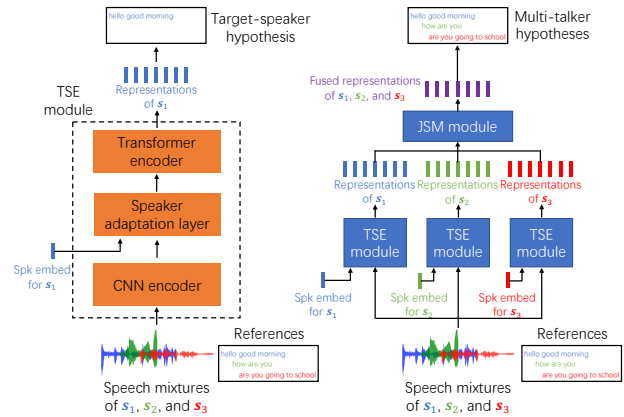 hello good morning
Target-speaker
hypothesis
Representations
of s₁
TSE
module
Transformer
encoder
Speaker
adaptation layer
Spk embed
for s₁
CNN encoder
References
hello good morning
how are you
are you going to school
Speech mixtures
of s₁, s₂, and s₃
hello good morning
how are you
are you going to school
Multi-talker
hypotheses
Fused representations
of s₁, s₂, and s₃
JSM module
Representations
of s₁
Representations
of s₂
Representations
of s₃
TSE
module
TSE
module
TSE
module
Spk embed
for s₁
Spk embed
for s₂
Spk embed
for s₃
References
hello good morning
how are you
are you going to school
Speech mixtures
of s₁, s₂, and s₃